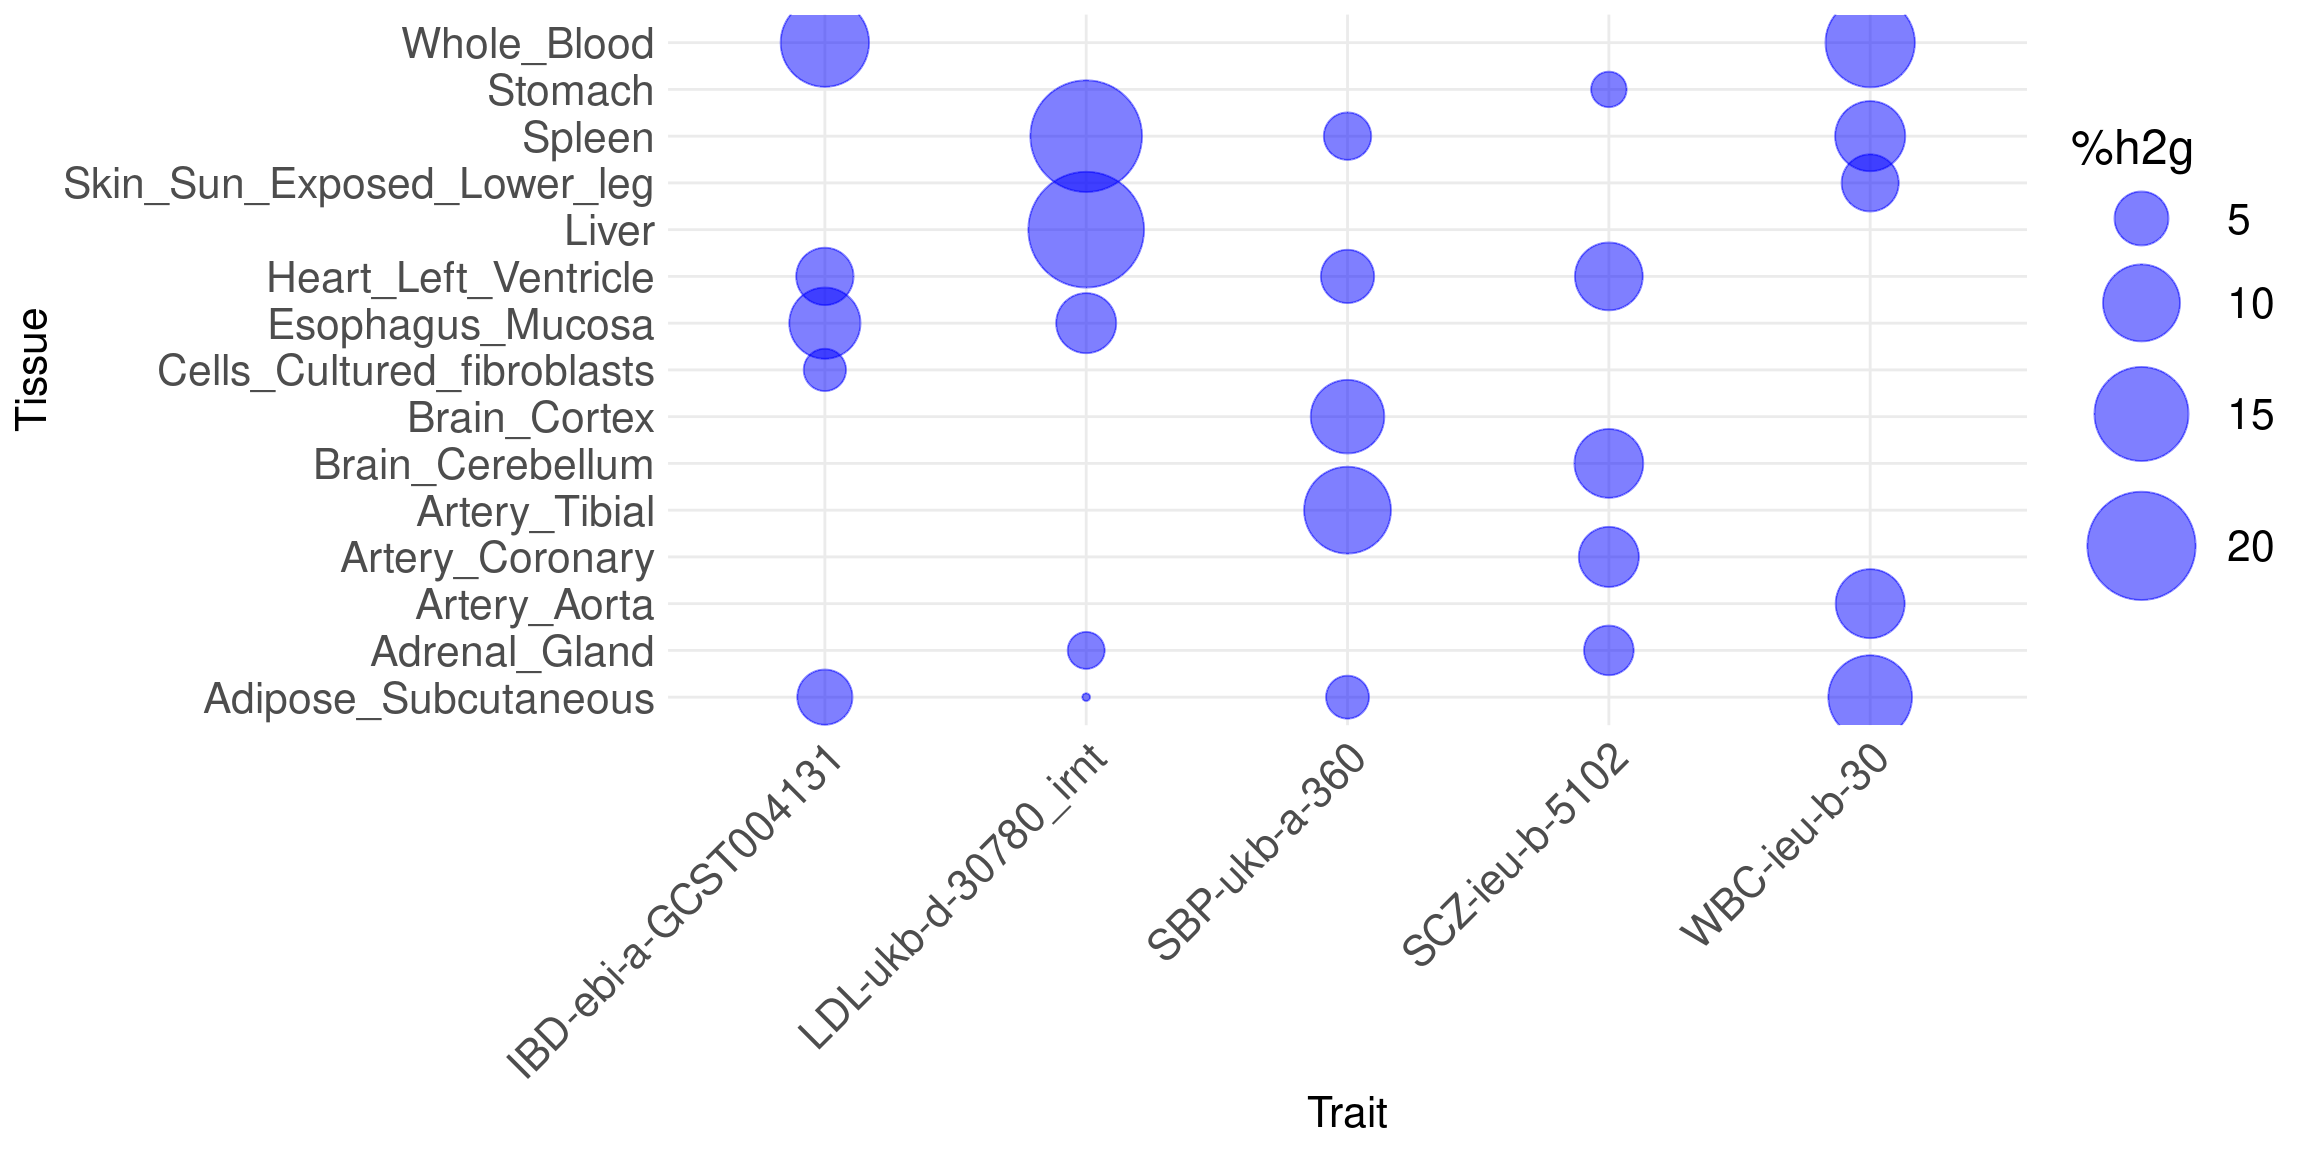 Whole_Blood
Stomach
Spleen
Skin_Sun_Exposed_Lower_leg
Liver
Heart_Left_Ventricle
Esophagus_Mucosa
Cells_Cultured_fibroblasts
Brain_Cortex
Brain_Cerebellum
Artery_Tibial
Artery_Coronary
Artery_Aorta
Adrenal_Gland
Adipose_Subcutaneous
Tissue
IBD-ebi-a-GCST004131
LDL-ukb-d-30780_irnt
SBP-ukb-a-360
SCZ-ieu-b-5102
WBC-ieu-b-30
Trait
%h2g
5
10
15
20